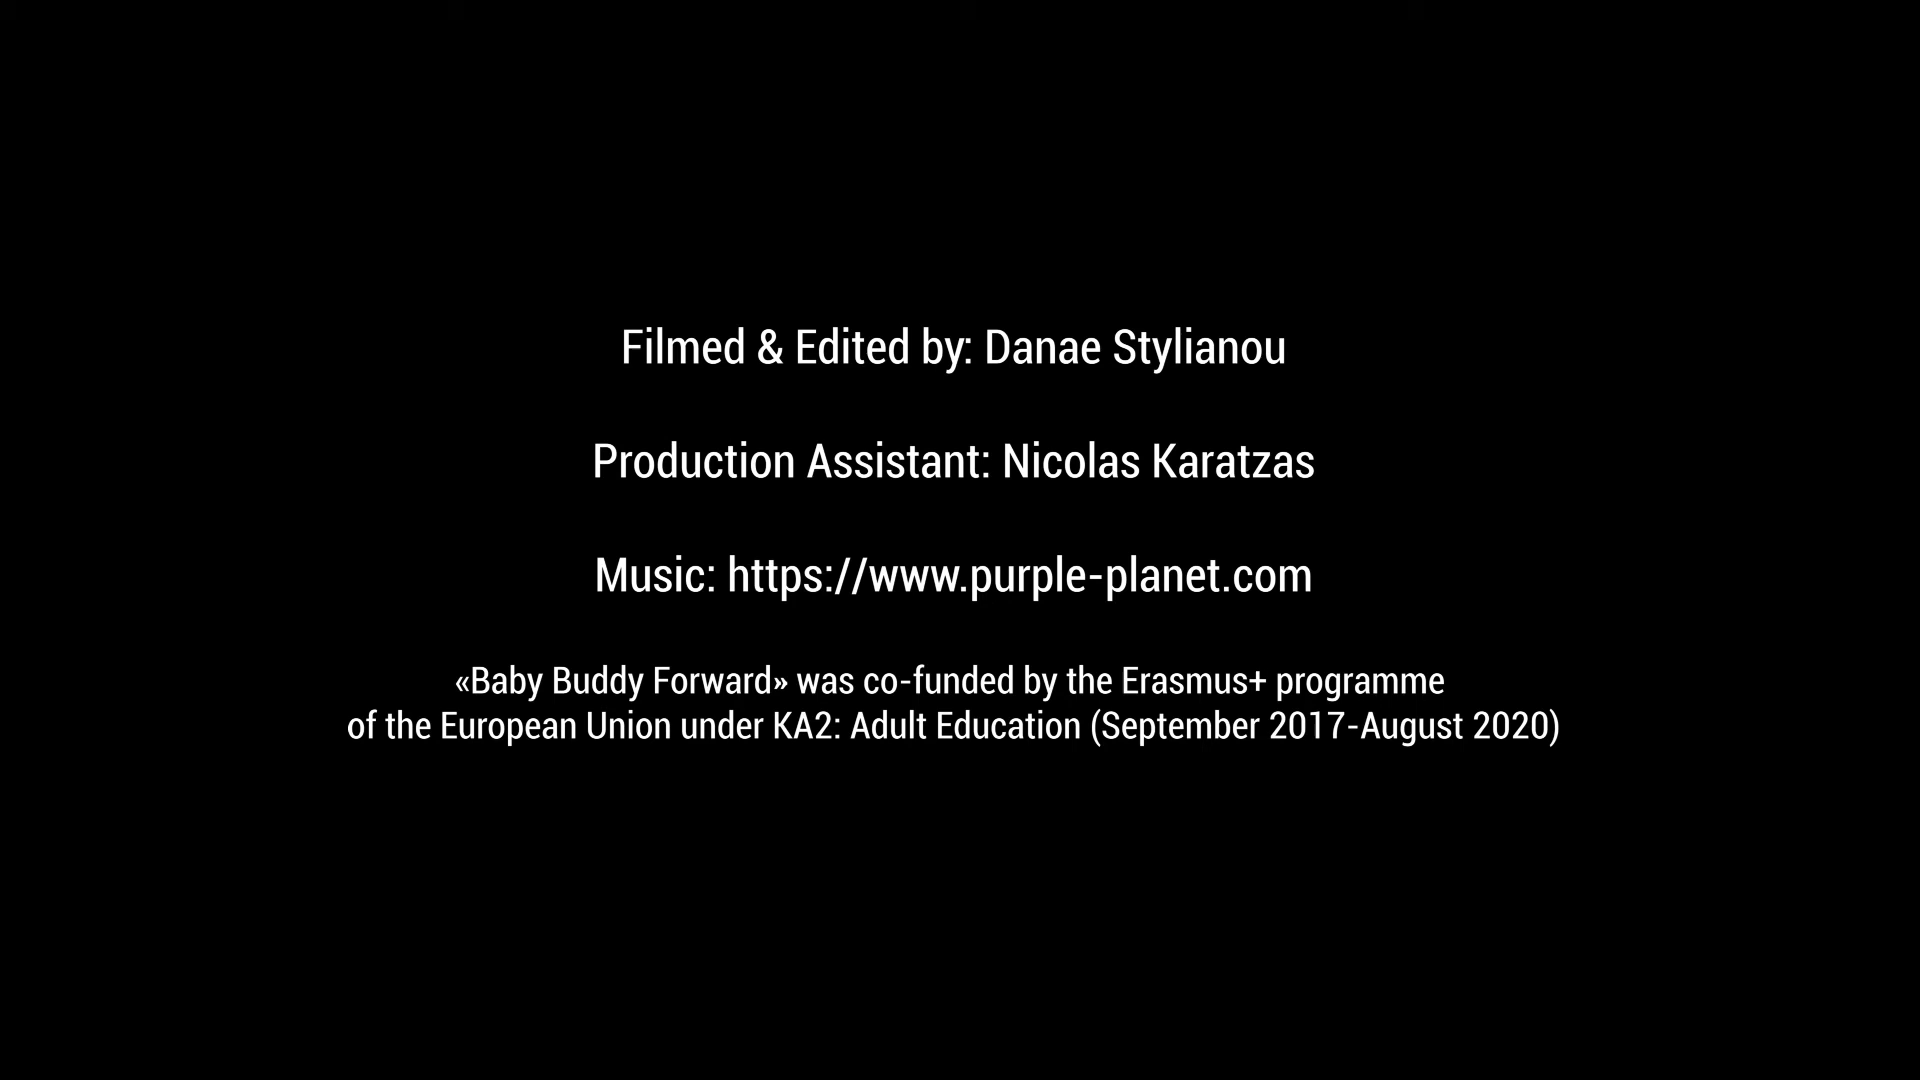 Filmed & Edited by: Danae Stylianou
Production Assistant: Nicolas Karatzas
Music: https://www.purple-planet.com
«Baby Buddy Forward» was co-funded by the Erasmus+ programme
of the European Union under KA2: Adult Education (September 2017-August 2020)